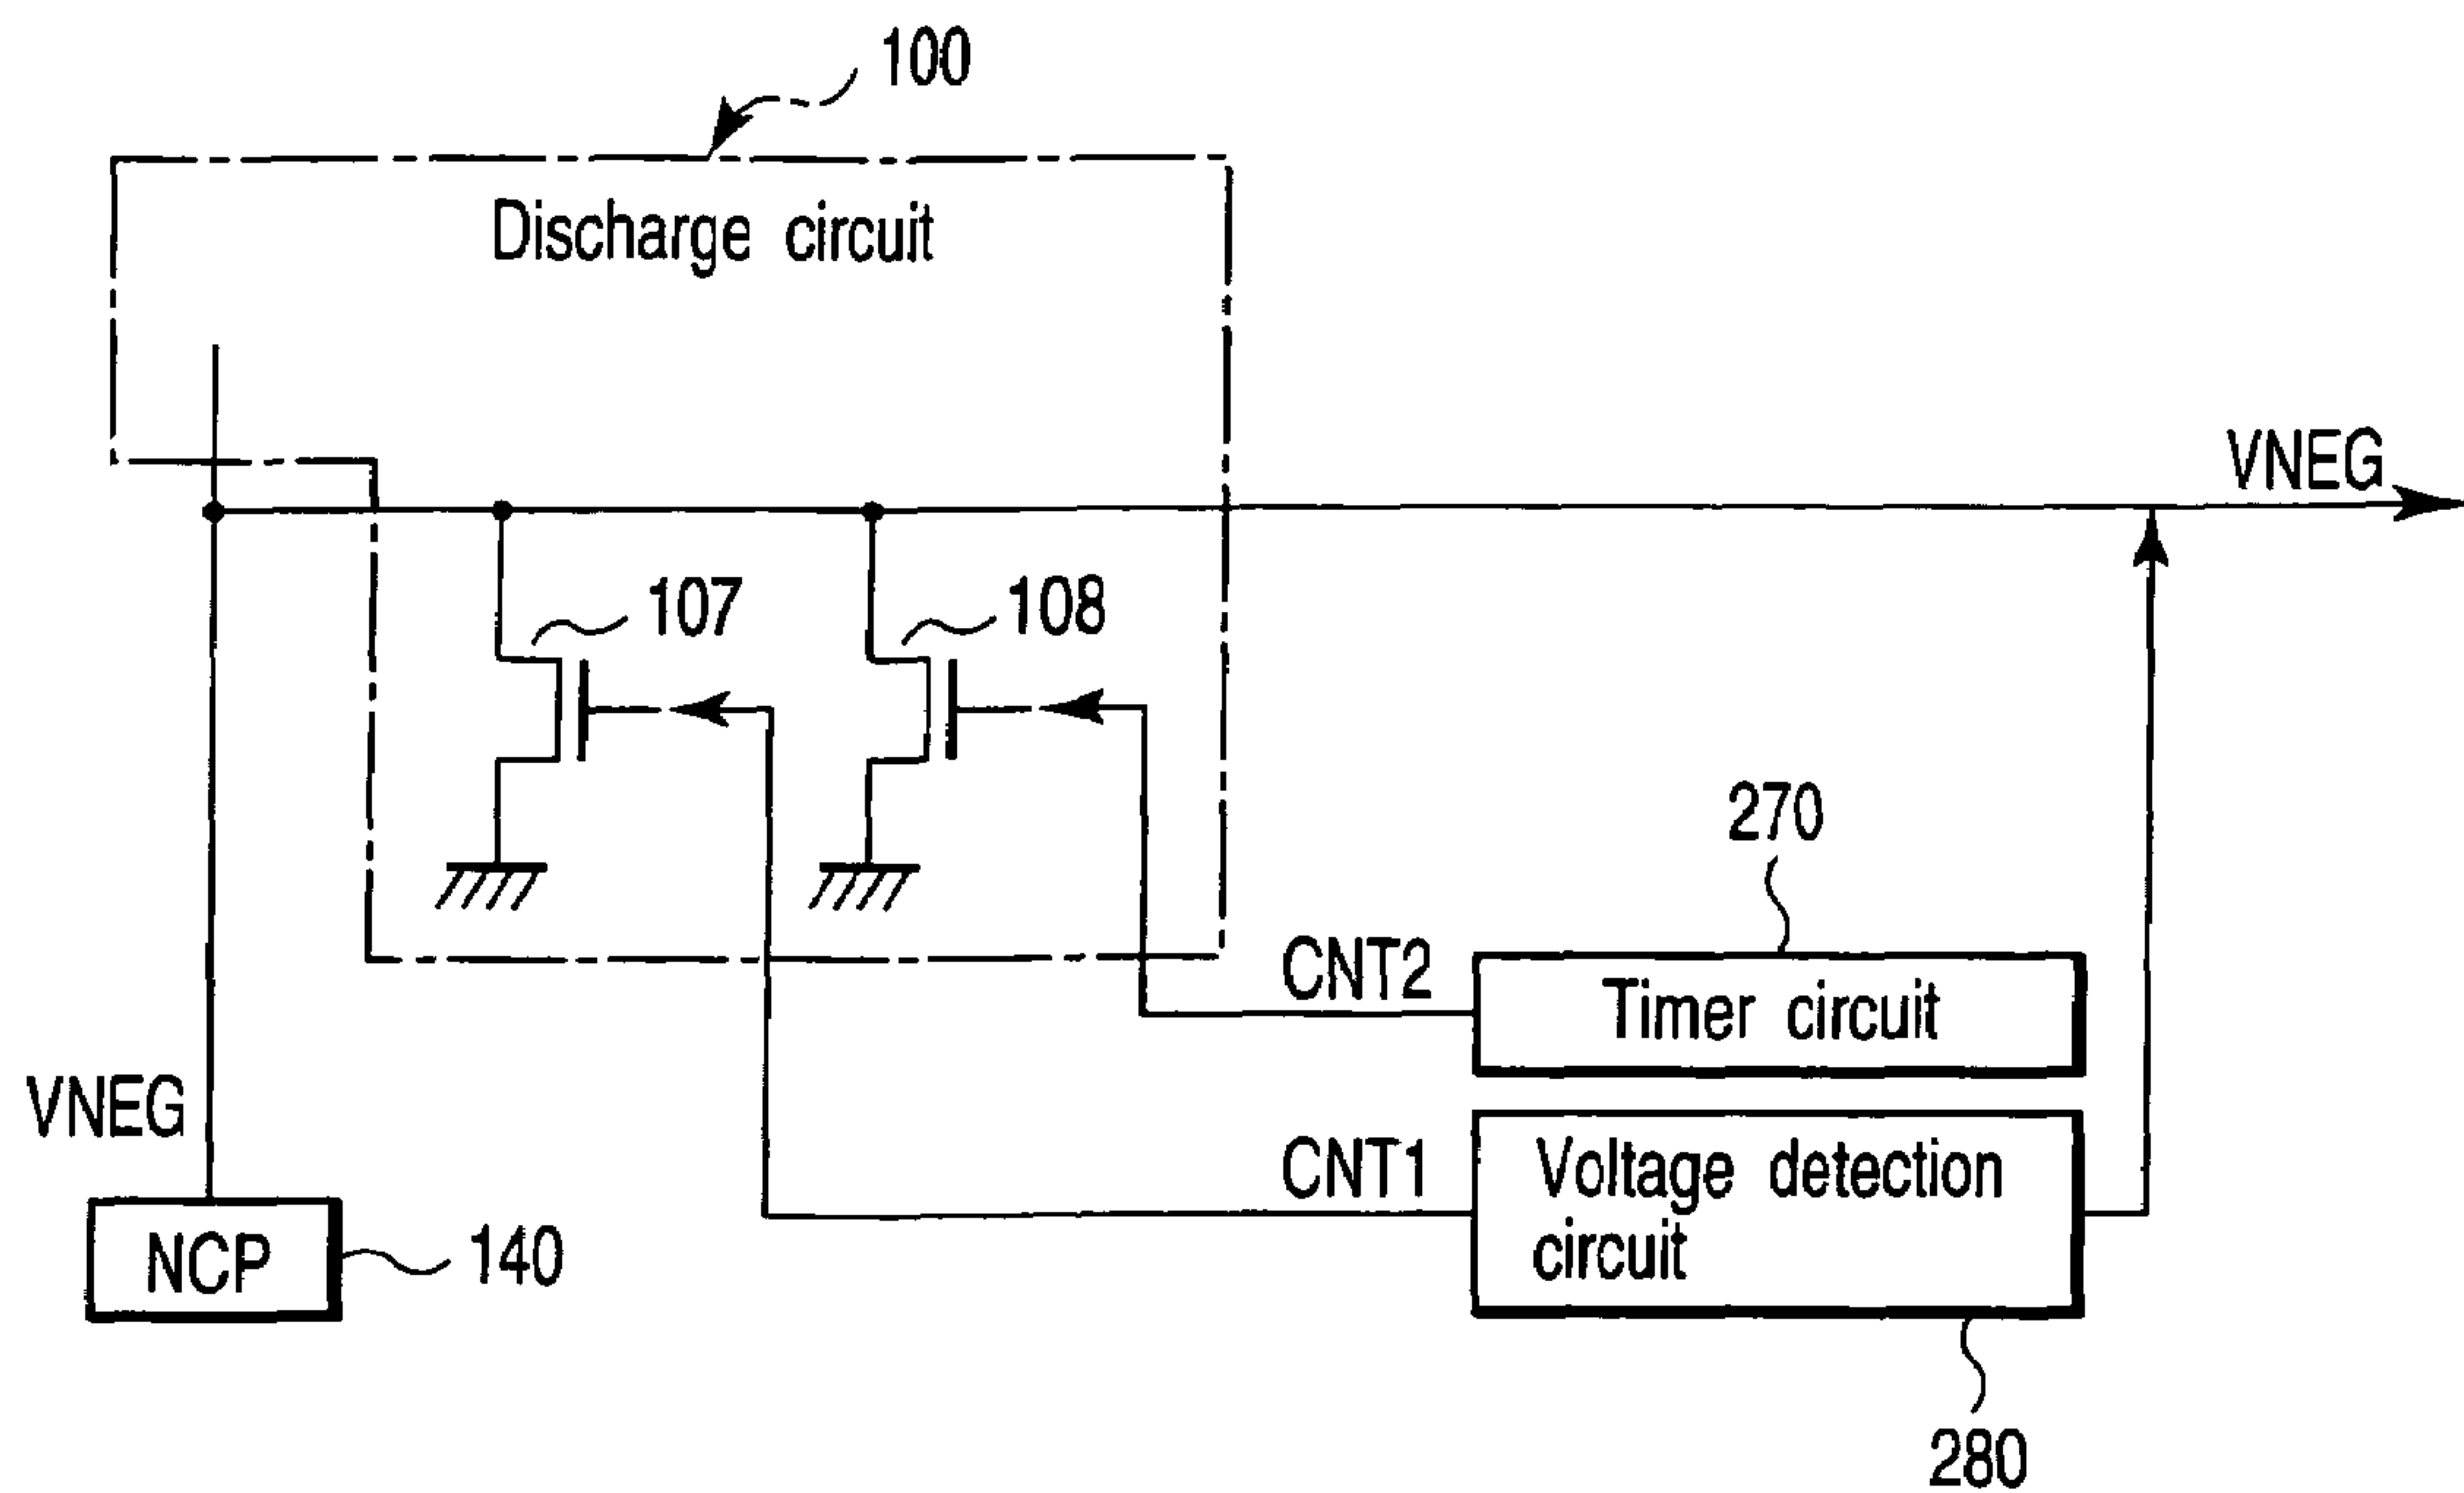 100
Discharge circuit
VNEG
107
108
270
CNT2
Timer circuit
VNEG
CNT1
Voltage detection
circuit
NCP
140
280